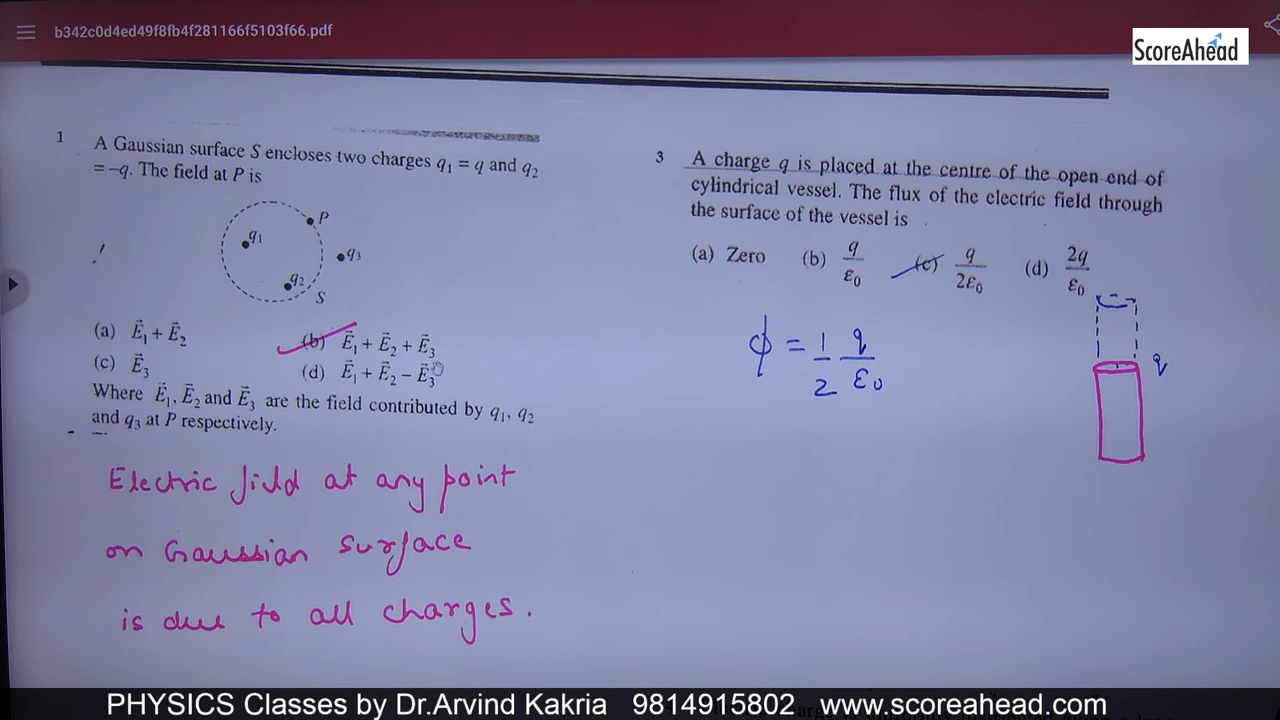 b342c0d4ed49f8fb4f281166f5103f66.pdf
ScoreAhead
1
A Gaussian surface S encloses two charges q₁ = q and q₂
= –q. The field at P is
P
q₁
q₃
q₂
S
(a) E⃗₁ + E⃗₂
(b) E⃗₁ + E⃗₂ + E⃗₃
(c) E⃗₃
(d) E⃗₁ + E⃗₂ − E⃗₃
Where E⃗₁, E⃗₂ and E⃗₃ are the field contributed by q₁, q₂
and q₃ at P respectively.
Electric field at any point
on Gaussian surface
is due to all charges.
3
A charge q is placed at the centre of the open end of
cylindrical vessel. The flux of the electric field through
the surface of the vessel is
(a) Zero (b) q/ε₀ (c) q/2ε₀ (d) 2q/ε₀
ϕ = 1/2 q/ε₀
q
PHYSICS Classes by Dr.Arvind Kakria 9814915802 www.scoreahead.com